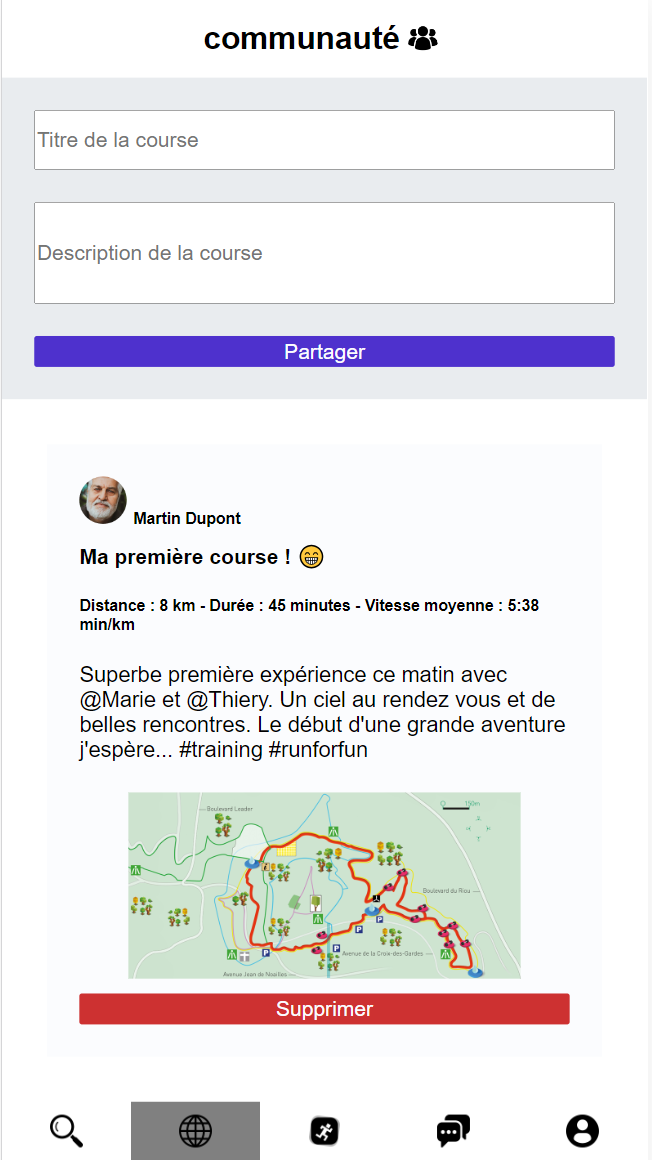 communauté
Titre de la course
Description de la course
Partager
Martin Dupont
Ma première course ! 😁
Distance : 8 km - Durée : 45 minutes - Vitesse moyenne : 5:38
min/km
Superbe première expérience ce matin avec
@Marie et @Thiery. Un ciel au rendez vous et de
belles rencontres. Le début d'une grande aventure
j'espère... #training #runforfun
0 150m
Boulevard Leader
Boulevard du Riou
Avenue de la Croix-des-Gardes
Avenue Jean de Noailles
Supprimer